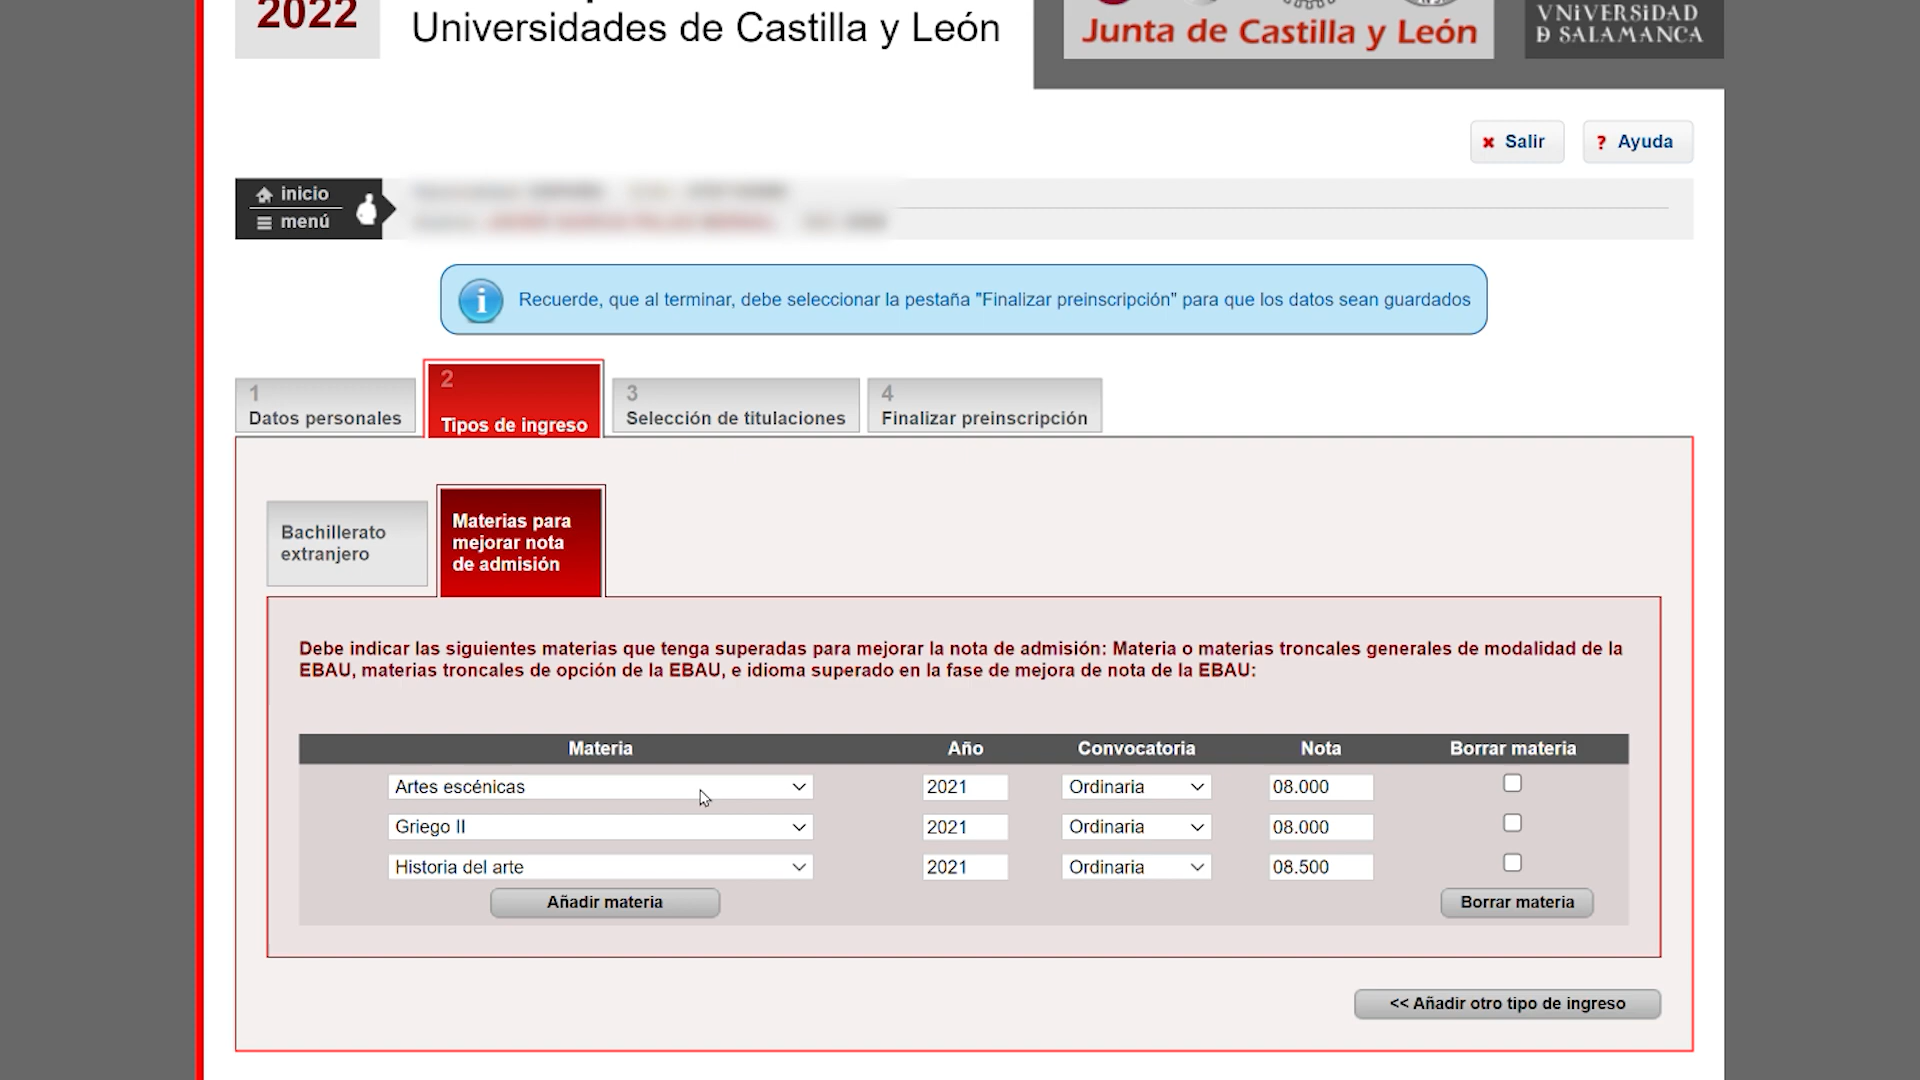 2022
Universidades de Castilla y León
Junta de Castilla y León
VNiVERSiDAD
Ð SALAMANCA
Salir
? Ayuda
inicio
menú
Recuerde, que al terminar, debe seleccionar la pestaña "Finalizar preinscripción" para que los datos sean guardados
1
Datos personales
2
Tipos de ingreso
3
Selección de titulaciones
4
Finalizar preinscripción
Bachillerato
extranjero
Materias para
mejorar nota
de admisión
Debe indicar las siguientes materias que tenga superadas para mejorar la nota de admisión: Materia o materias troncales generales de modalidad de la
EBAU, materias troncales de opción de la EBAU, e idioma superado en la fase de mejora de nota de la EBAU:
Materia Año Convocatoria Nota Borrar materia
Artes escénicas 2021 Ordinaria 08.000
Griego II 2021 Ordinaria 08.000
Historia del arte 2021 Ordinaria 08.500
Añadir materia Borrar materia
<< Añadir otro tipo de ingreso